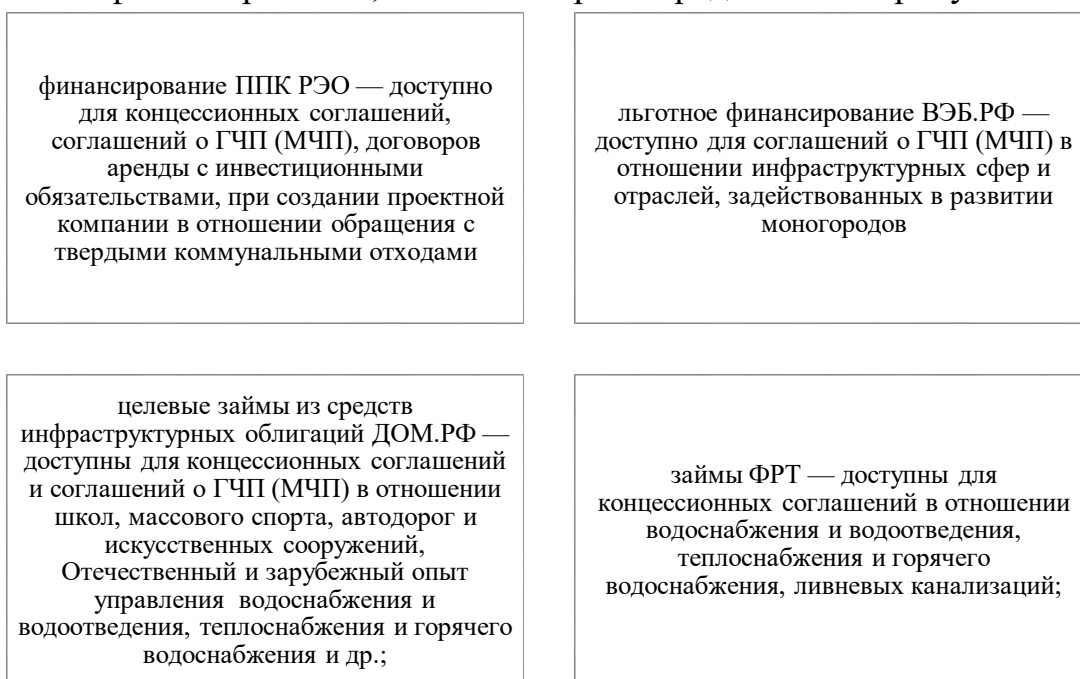 финансирование ППК РЭО — доступно
для концессионных соглашений,
соглашений о ГЧП (МЧП), договоров
аренды с инвестиционными
обязательствами, при создании проектной
компании в отношении обращения с
твердыми коммунальными отходами
льготное финансирование ВЭБ.РФ —
доступно для соглашений о ГЧП (МЧП) в
отношении инфраструктурных сфер и
отраслей, задействованных в развитии
моногородов
целевые займы из средств
инфраструктурных облигаций ДОМ.РФ —
доступны для концессионных соглашений
и соглашений о ГЧП (МЧП) в отношении
школ, массового спорта, автодорог и
искусственных сооружений,
Отечественный и зарубежный опыт
управления водоснабжения и
водоотведения, теплоснабжения и горячего
водоснабжения и др.;
займы ФРТ — доступны для
концессионных соглашений в отношении
водоснабжения и водоотведения,
теплоснабжения и горячего
водоснабжения, ливневых канализаций;